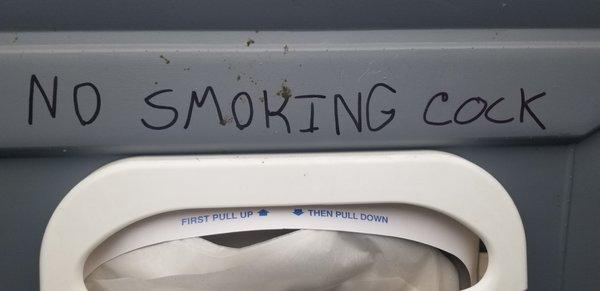 NO SMOKING COCK
FIRST PULL UP THEN PULL DOWN